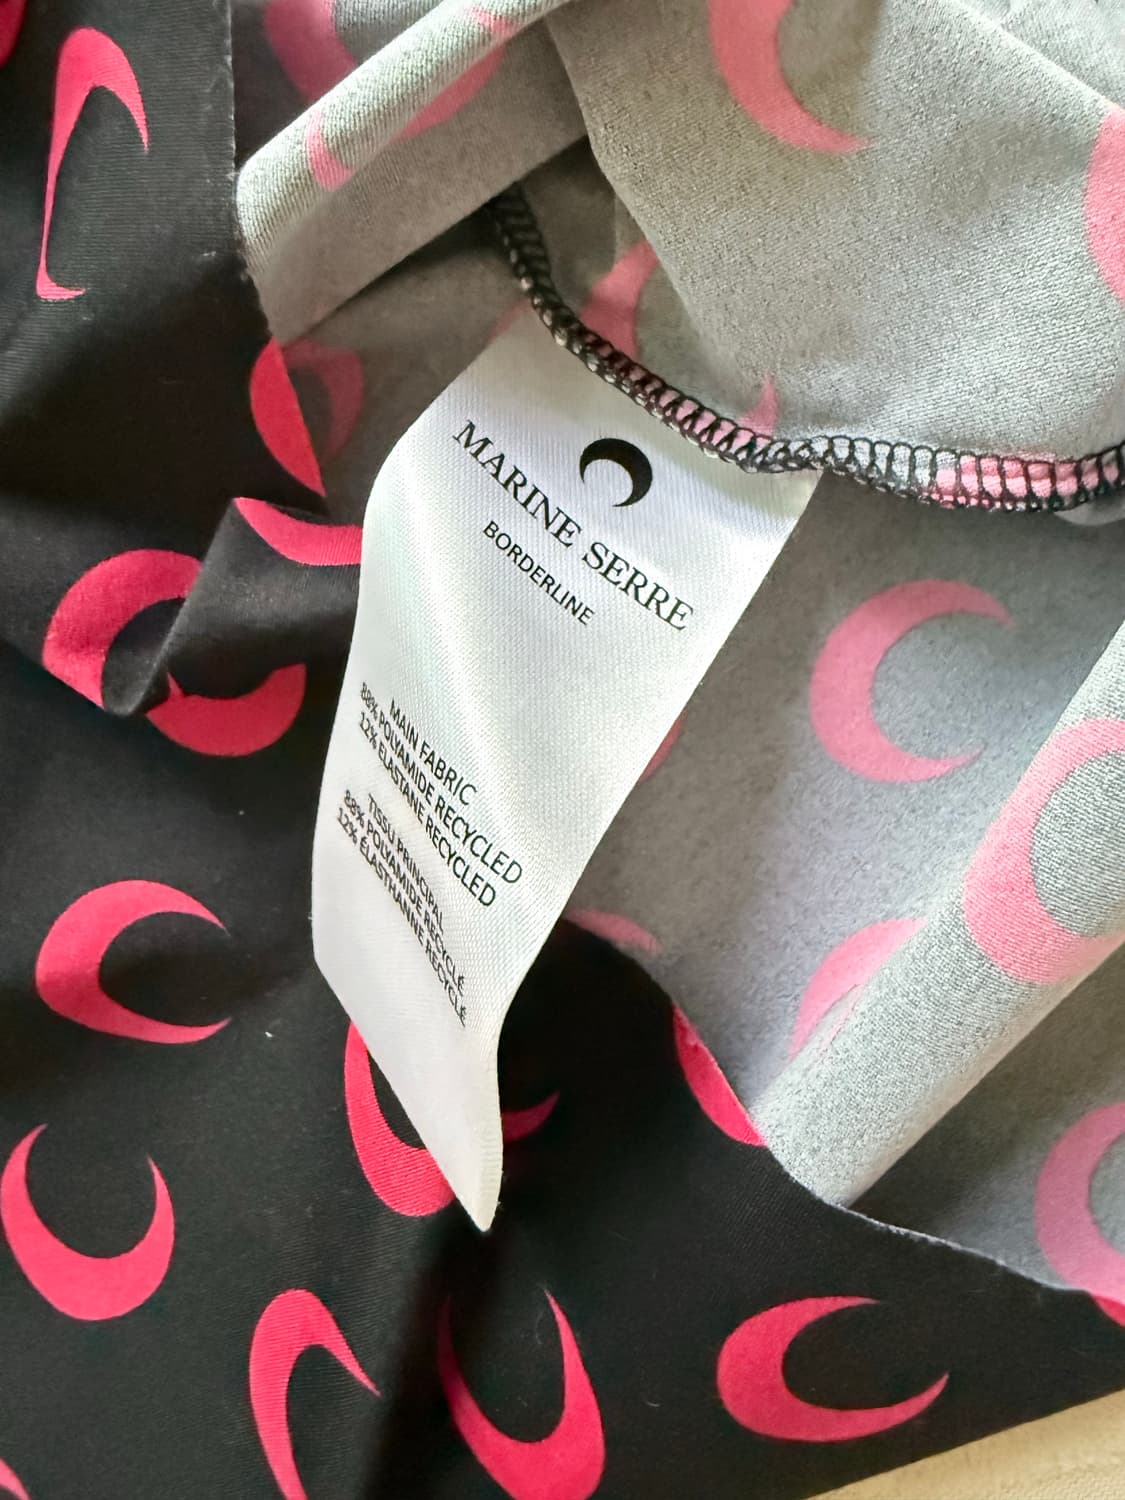 MARINE SERRE
BORDERLINE
MAIN FABRIC
88% POLYAMIDE RECYCLED
12% ELASTANE RECYCLED
TISSU PRINCIPAL
88% POLYAMIDE RECYCLÉ
12% ÉLASTHANNE RECYCLÉ